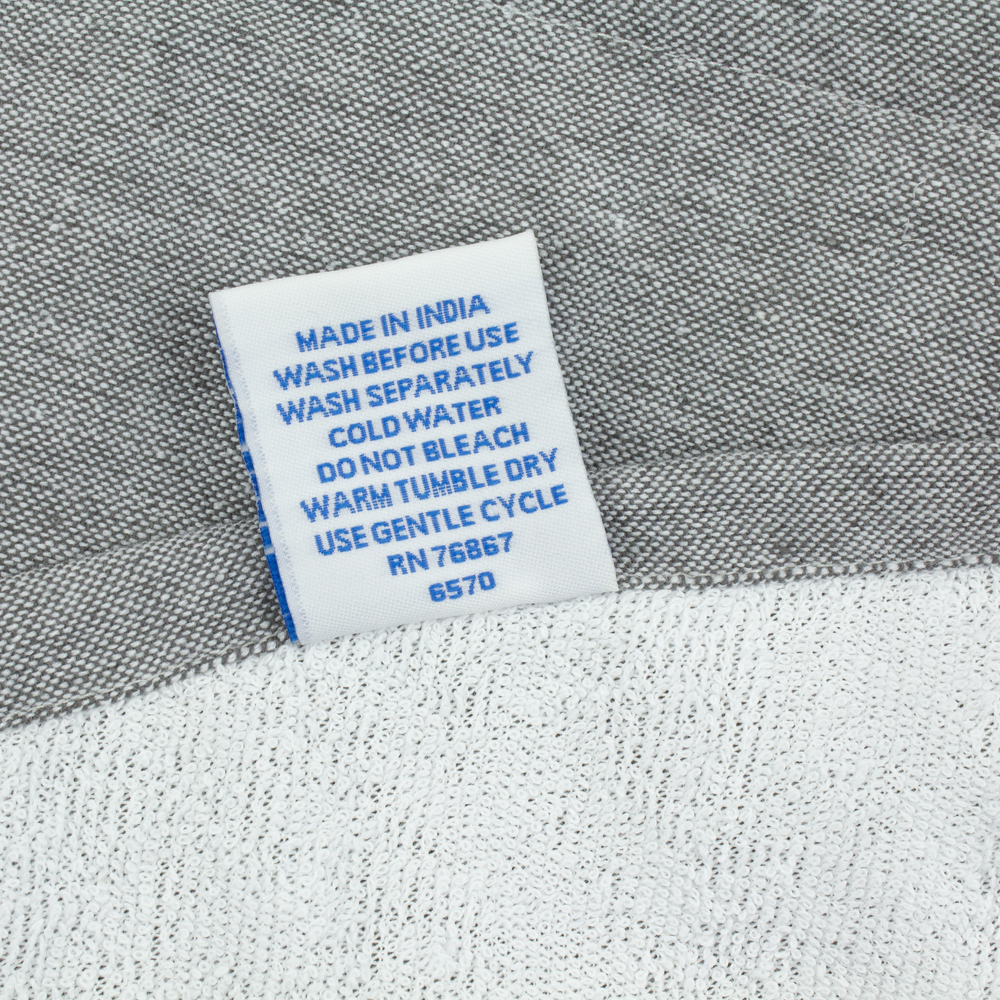 MADE IN INDIA
WASH BEFORE USE
WASH SEPARATELY
COLD WATER
DO NOT BLEACH
WARM TUMBLE DRY
USE GENTLE CYCLE
RN 76867
6570